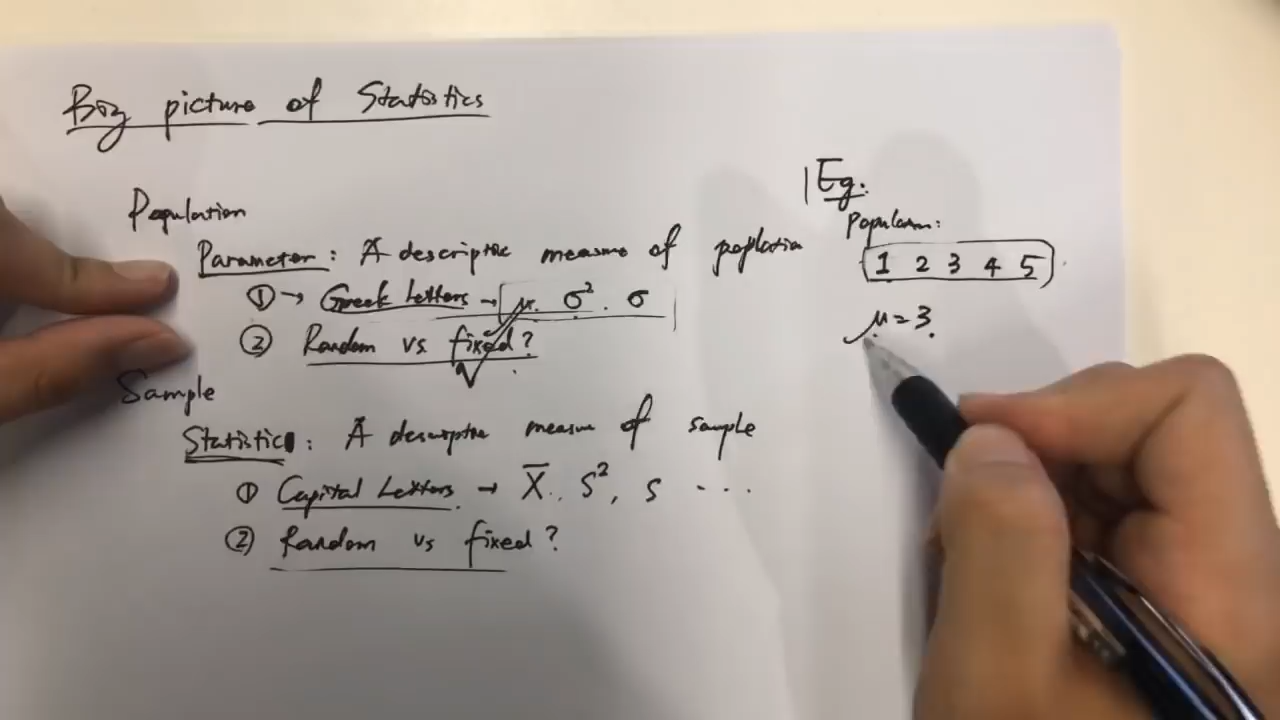 Big picture of Statistics
Population
Parameter: A descriptive measure of poplation
① → Greek Letters → μ. σ². σ
② Random vs fixed?
Sample
Statistic: A descriptive measure of sample
① Capital Letters → X̄., S², S ...
② Random vs fixed?
Eg.
Population:
1 2 3 4 5
μ = 3.